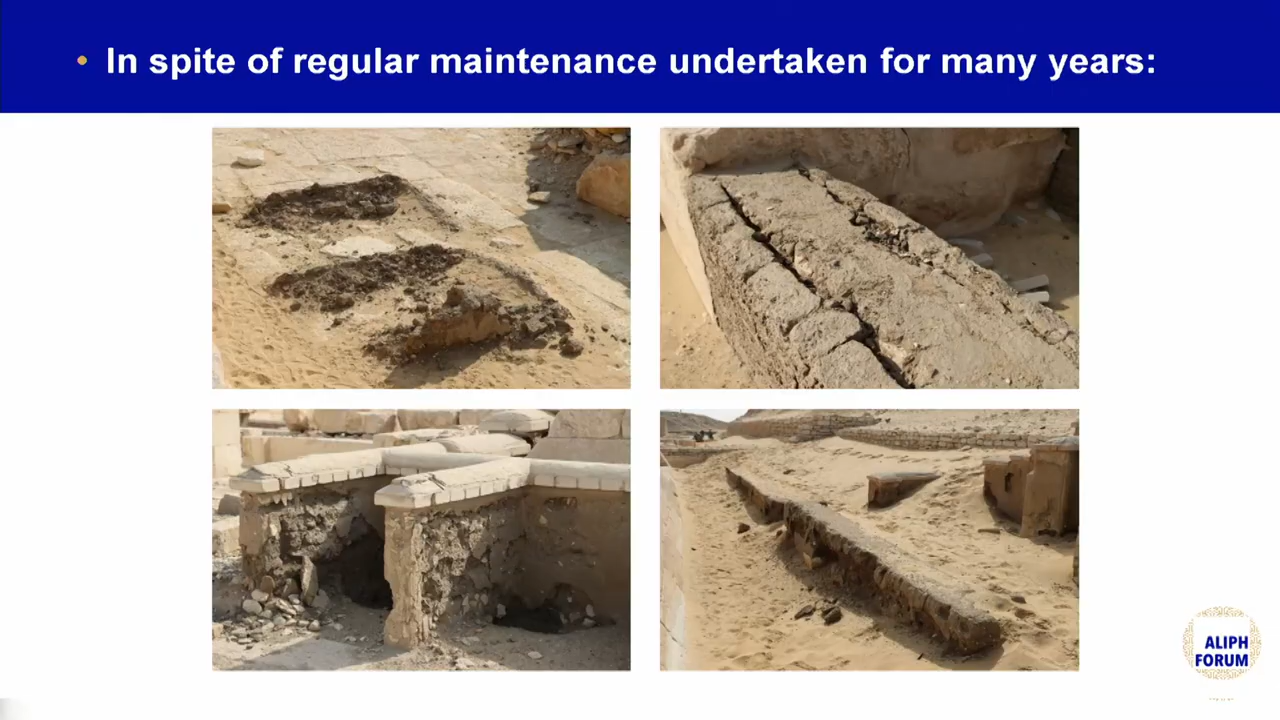 • In spite of regular maintenance undertaken for many years:
ALIPH
FORUM